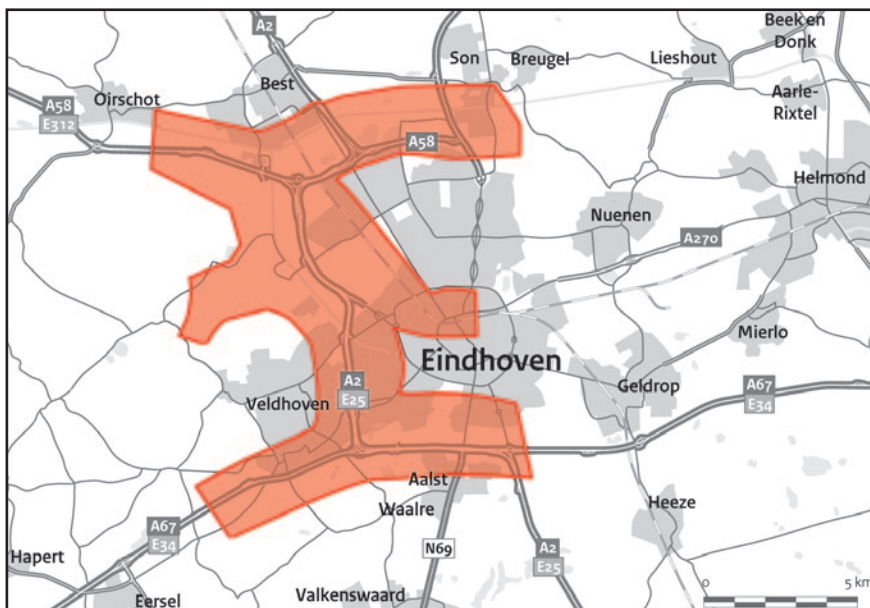 A2
Son
Breugel
Lieshout
Beek en
Donk
Best
Oirschot
A58
E312
Aarle-
Rixtel
A58
Helmond
Nuenen
A270
Mierlo
Eindhoven
Geldrop
A2
E25
A67
E34
Veldhoven
Aalst
Waalre
Heeze
A67
E34
N69
A2
E25
Hapert
Eersel
Valkenswaard
0
5 km